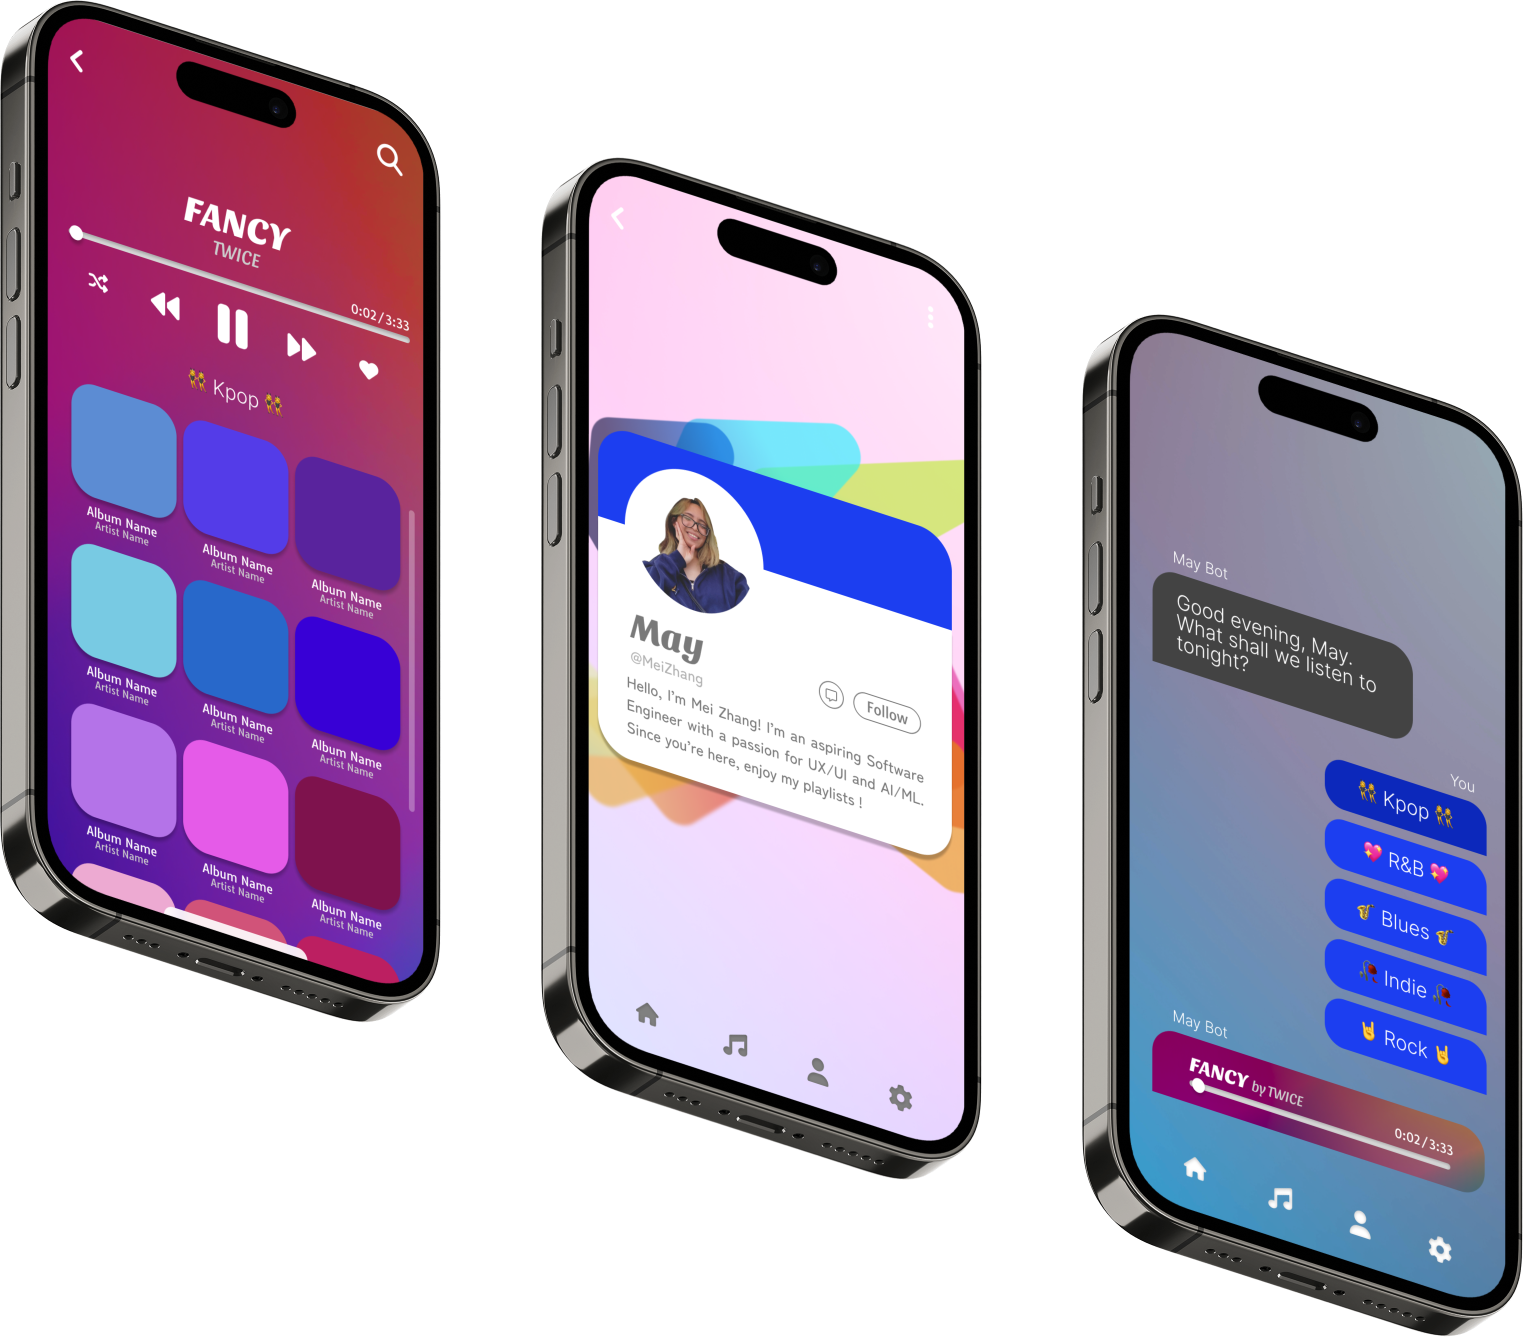 FANCY
TWICE
0:02/3:33
👯 Kpop 👯
Album Name
Artist Name
Album Name
Artist Name
Album Name
Artist Name
Album Name
Artist Name
Album Name
Artist Name
Album Name
Artist Name
Album Name
Artist Name
Album Name
Artist Name
Album Name
Artist Name
May
@MeiZhang
Follow
Hello, I'm Mei Zhang! I'm an aspiring Software
Engineer with a passion for UX/UI and AI/ML.
Since you're here, enjoy my playlists !
May Bot
Good evening, May.
What shall we listen to
tonight?
You
👯 Kpop 👯
💖 R&B 💖
🎷 Blues 🎷
🥀 Indie 🥀
🤘 Rock 🤘
May Bot
FANCY by TWICE
0:02/3:33